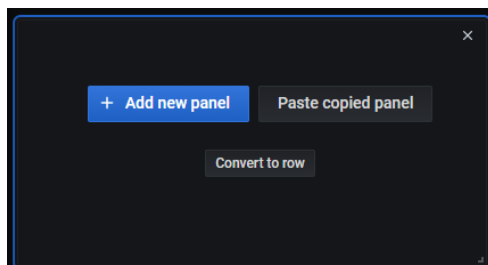 + Add new panel
Paste copied panel
Convert to row